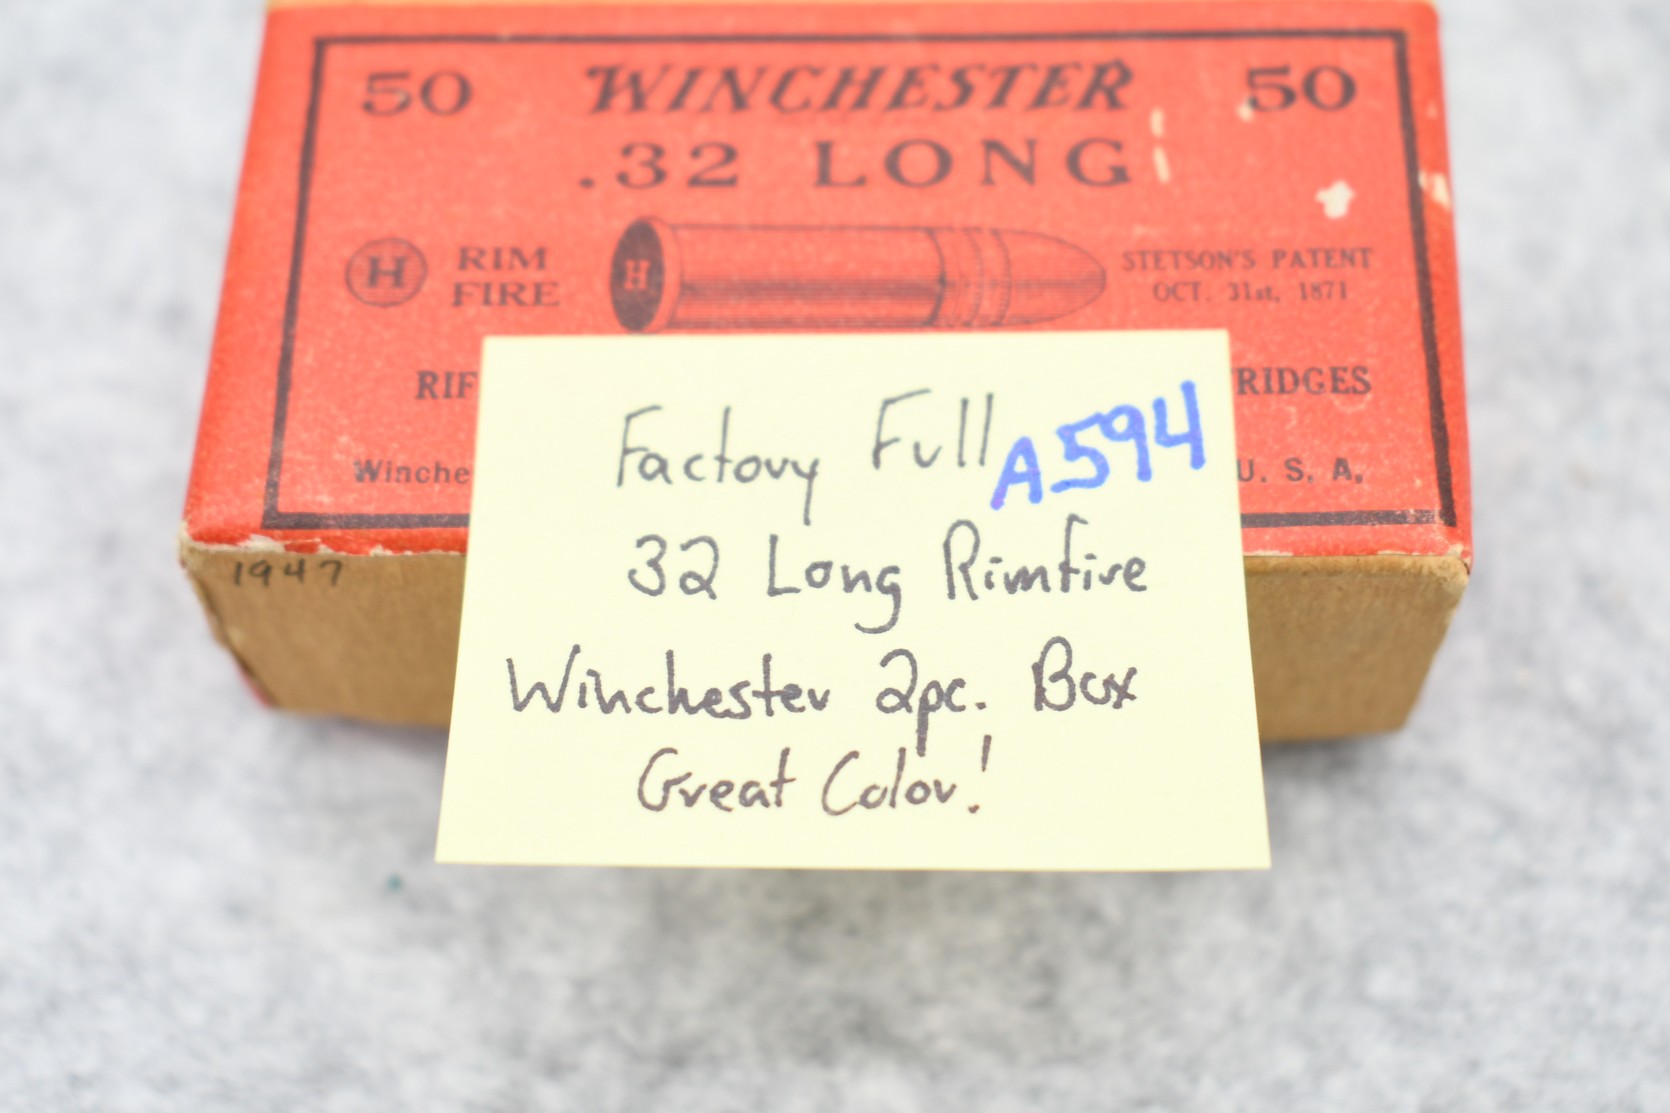 50 WINCHESTER 50
.32 LONG
H RIM FIRE
H
STETSON'S PATENT
OCT. 31st, 1871
RIF
RIDGES
Winche
U. S. A.
1947
Factory Full A594
32 Long Rimfire
Winchester 2pc. Box
Great Color!